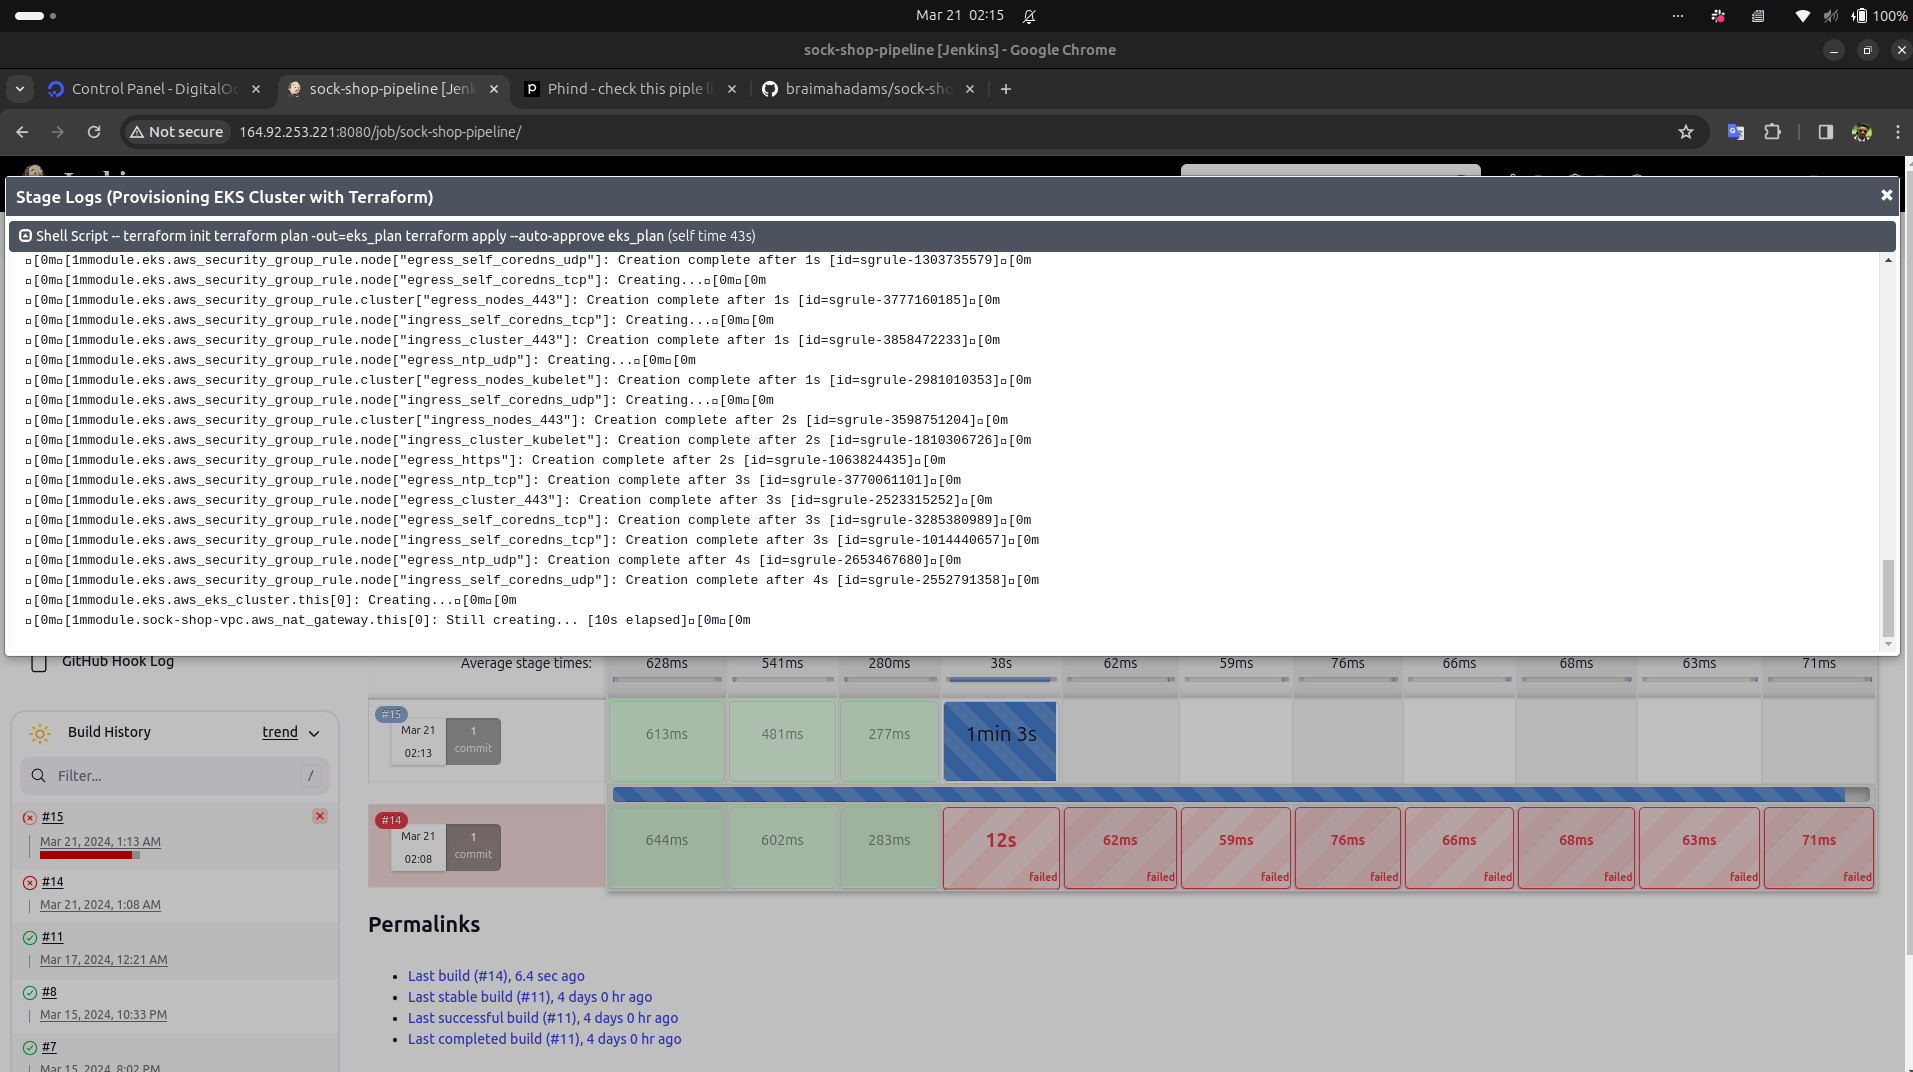 Mar 21  02:15
100%
sock-shop-pipeline [Jenkins] - Google Chrome
Control Panel - DigitalOc
sock-shop-pipeline [Jenk
Phind - check this piple li
braimahadams/sock-sho
Not secure
164.92.253.221:8080/job/sock-shop-pipeline/
Stage Logs (Provisioning EKS Cluster with Terraform)
Shell Script -- terraform init terraform plan -out=eks_plan terraform apply --auto-approve eks_plan (self time 43s)
[0m[1mmodule.eks.aws_security_group_rule.node["egress_self_coredns_udp"]: Creation complete after 1s [id=sgrule-1303735579][0m
[0m[1mmodule.eks.aws_security_group_rule.node["egress_self_coredns_tcp"]: Creating...[0m[0m
[0m[1mmodule.eks.aws_security_group_rule.cluster["egress_nodes_443"]: Creation complete after 1s [id=sgrule-3777160185][0m
[0m[1mmodule.eks.aws_security_group_rule.node["ingress_self_coredns_tcp"]: Creating...[0m[0m
[0m[1mmodule.eks.aws_security_group_rule.node["ingress_cluster_443"]: Creation complete after 1s [id=sgrule-3858472233][0m
[0m[1mmodule.eks.aws_security_group_rule.node["egress_ntp_udp"]: Creating...[0m[0m
[0m[1mmodule.eks.aws_security_group_rule.cluster["egress_nodes_kubelet"]: Creation complete after 1s [id=sgrule-2981010353][0m
[0m[1mmodule.eks.aws_security_group_rule.node["ingress_self_coredns_udp"]: Creating...[0m[0m
[0m[1mmodule.eks.aws_security_group_rule.cluster["ingress_nodes_443"]: Creation complete after 2s [id=sgrule-3598751204][0m
[0m[1mmodule.eks.aws_security_group_rule.node["ingress_cluster_kubelet"]: Creation complete after 2s [id=sgrule-1810306726][0m
[0m[1mmodule.eks.aws_security_group_rule.node["egress_https"]: Creation complete after 2s [id=sgrule-1063824435][0m
[0m[1mmodule.eks.aws_security_group_rule.node["egress_ntp_tcp"]: Creation complete after 3s [id=sgrule-3770061101][0m
[0m[1mmodule.eks.aws_security_group_rule.node["egress_cluster_443"]: Creation complete after 3s [id=sgrule-2523315252][0m
[0m[1mmodule.eks.aws_security_group_rule.node["egress_self_coredns_tcp"]: Creation complete after 3s [id=sgrule-3285380989][0m
[0m[1mmodule.eks.aws_security_group_rule.node["ingress_self_coredns_tcp"]: Creation complete after 3s [id=sgrule-1014440657][0m
[0m[1mmodule.eks.aws_security_group_rule.node["egress_ntp_udp"]: Creation complete after 4s [id=sgrule-2653467680][0m
[0m[1mmodule.eks.aws_security_group_rule.node["ingress_self_coredns_udp"]: Creation complete after 4s [id=sgrule-2552791358][0m
[0m[1mmodule.eks.aws_eks_cluster.this[0]: Creating...[0m[0m
[0m[1mmodule.sock-shop-vpc.aws_nat_gateway.this[0]: Still creating... [10s elapsed][0m[0m
GitHub Hook Log
Average stage times:
628ms
541ms
280ms
38s
62ms
59ms
76ms
66ms
68ms
63ms
71ms
#15
Mar 21
02:13
1
commit
613ms
481ms
277ms
1min 3s
#14
Mar 21
02:08
1
commit
644ms
602ms
283ms
12s
failed
62ms
failed
59ms
failed
76ms
failed
66ms
failed
68ms
failed
63ms
failed
71ms
failed
Build History
trend
Filter...
/
#15
Mar 21, 2024, 1:13 AM
#14
Mar 21, 2024, 1:08 AM
#11
Mar 17, 2024, 12:21 AM
#8
Mar 15, 2024, 10:33 PM
#7
Mar 15, 2024, 8:02 PM
Permalinks
Last build (#14), 6.4 sec ago
Last stable build (#11), 4 days 0 hr ago
Last successful build (#11), 4 days 0 hr ago
Last completed build (#11), 4 days 0 hr ago